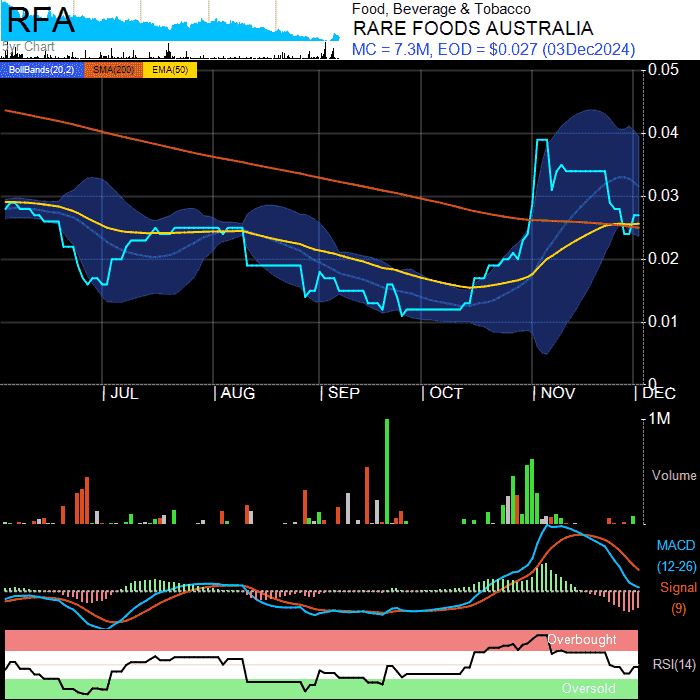 RFA
5yr Chart
Food, Beverage & Tobacco
RARE FOODS AUSTRALIA
MC = 7.3M, EOD = $0.027 (03Dec2024)
BollBands(20,2) SMA(200) EMA(50)
0.05
0.04
0.03
0.02
0.01
0
JUL AUG SEP OCT NOV DEC
1M
Volume
MACD
(12-26)
Signal
(9)
Overbought
RSI(14)
Oversold